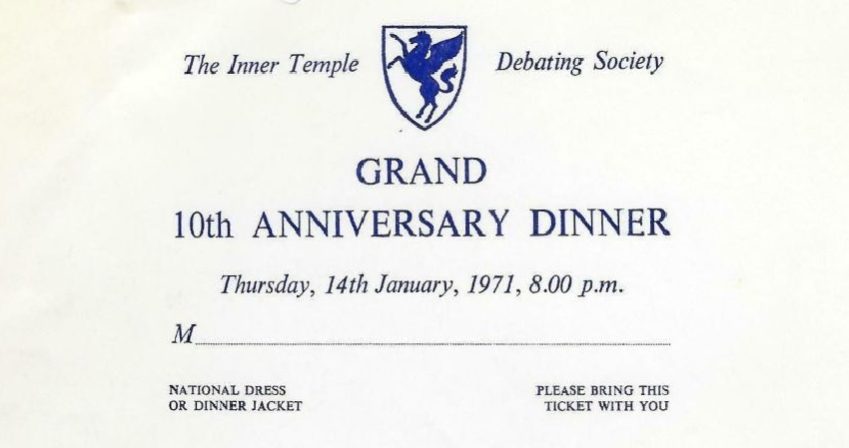 The Inner Temple Debating Society
GRAND
10th ANNIVERSARY DINNER
Thursday, 14th January, 1971, 8.00 p.m.
M
NATIONAL DRESS
OR DINNER JACKET
PLEASE BRING THIS
TICKET WITH YOU